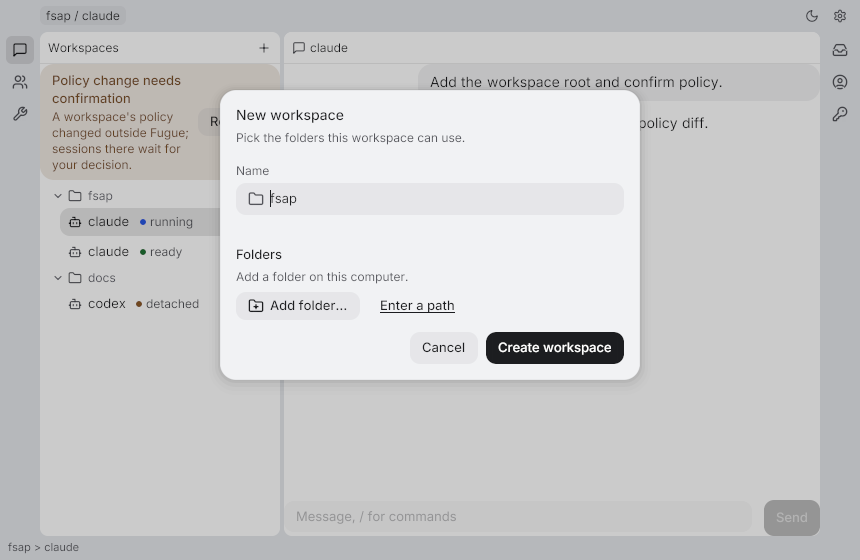 fsap / claude
Workspaces
claude
Policy change needs
confirmation
A workspace's policy
changed outside Fugue;
sessions there wait for
your decision.
Add the workspace root and confirm policy.
policy diff.
New workspace
Pick the folders this workspace can use.
Name
fsap
Folders
Add a folder on this computer.
Add folder...
Enter a path
Cancel
Create workspace
fsap
claude running
claude ready
docs
codex detached
Message, / for commands
Send
fsap > claude